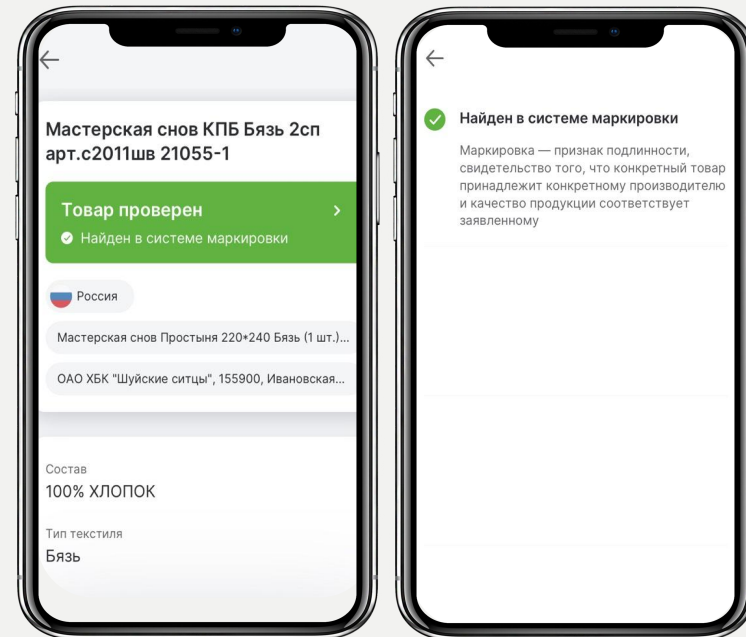 Мастерская снов КПБ Бязь 2сп
арт.с2011шв 21055-1
Товар проверен
Найден в системе маркировки
Россия
Мастерская снов Простыня 220*240 Бязь (1 шт.)...
ОАО ХБК "Шуйские ситцы", 155900, Ивановская...
Состав
100% ХЛОПОК
Тип текстиля
Бязь
Найден в системе маркировки
Маркировка — признак подлинности,
свидетельство того, что конкретный товар
принадлежит конкретному производителю
и качество продукции соответствует
заявленному